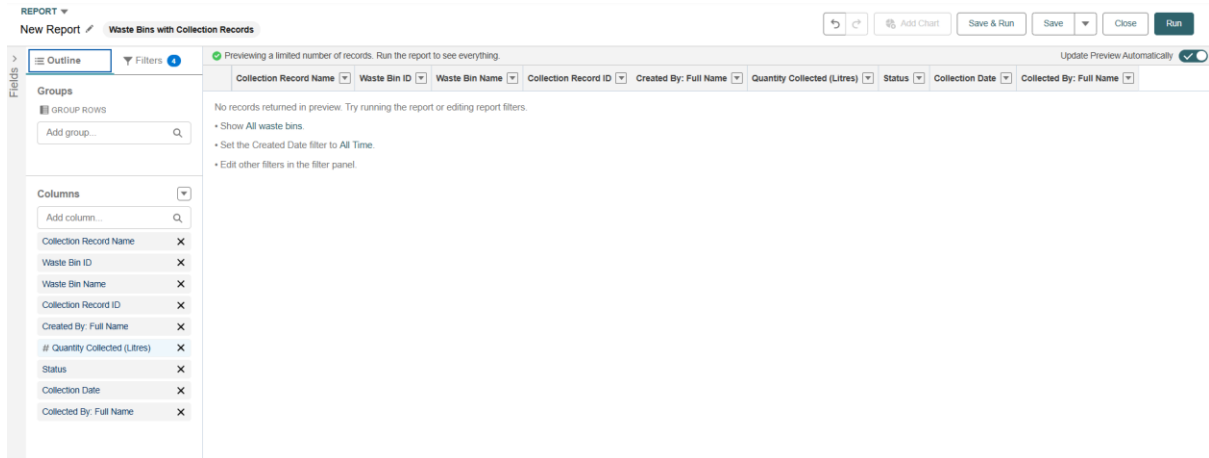 REPORT
New Report Waste Bins with Collection Records
Add Chart Save & Run Save Close Run
Fields
Outline Filters 4
Previewing a limited number of records. Run the report to see everything. Update Preview Automatically
Groups
GROUP ROWS
Add group...
Columns
Add column...
Collection Record Name
Waste Bin ID
Waste Bin Name
Collection Record ID
Created By: Full Name
# Quantity Collected (Litres)
Status
Collection Date
Collected By: Full Name
Collection Record Name Waste Bin ID Waste Bin Name Collection Record ID Created By: Full Name Quantity Collected (Litres) Status Collection Date Collected By: Full Name
No records returned in preview. Try running the report or editing report filters.
• Show All waste bins.
• Set the Created Date filter to All Time.
• Edit other filters in the filter panel.